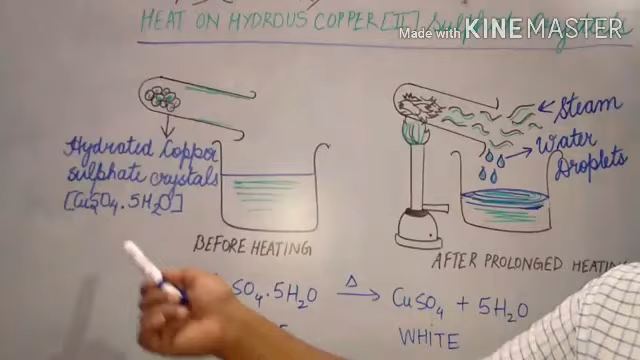 HEAT ON HYDROUS COPPER [II] Sulphate Crystals
Made with KINEMASTER
Steam
Water
Droplets
Hydrated Copper
sulphate crystals
[CuSO4.5H2O]
BEFORE HEATING
AFTER PROLONGED HEATIN
SO4.5H2O Δ→ CuSO4 + 5H2O
WHITE